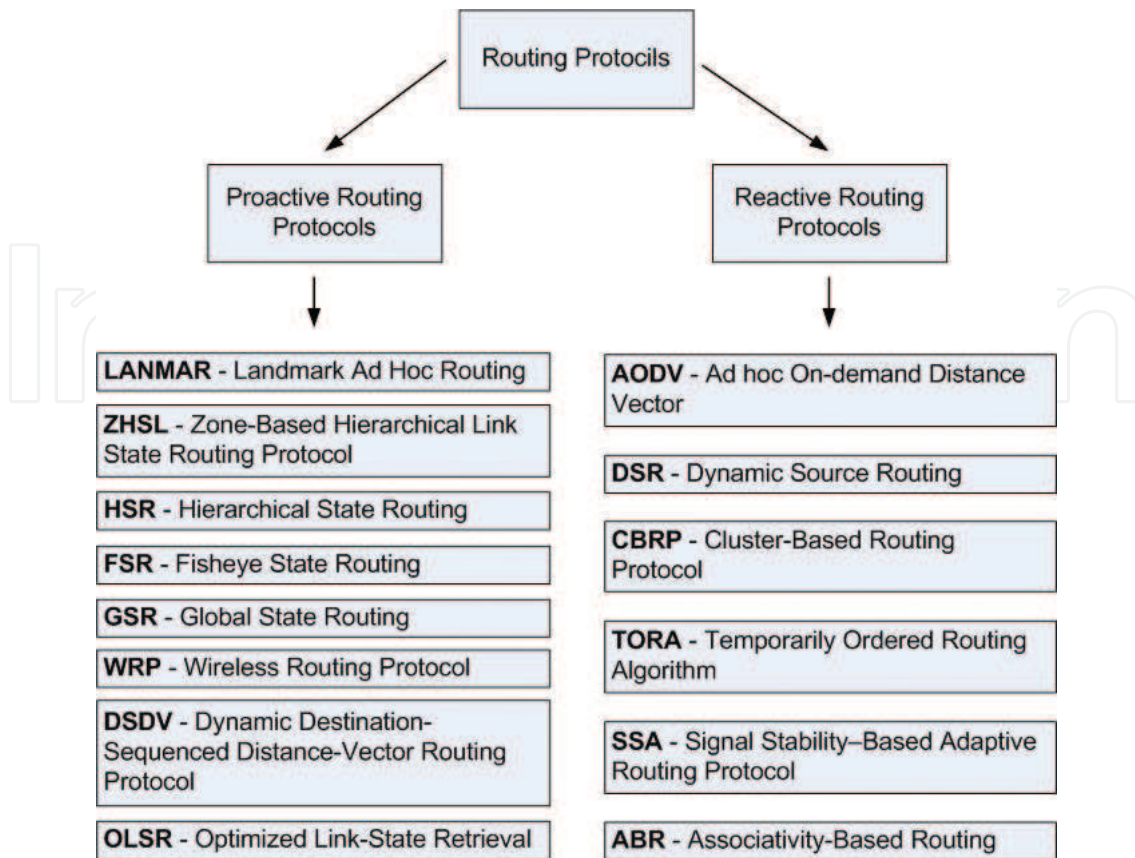 Routing Protocils
Proactive Routing
Protocols
Reactive Routing
Protocols
LANMAR - Landmark Ad Hoc Routing
ZHSL - Zone-Based Hierarchical Link
State Routing Protocol
HSR - Hierarchical State Routing
FSR - Fisheye State Routing
GSR - Global State Routing
WRP - Wireless Routing Protocol
DSDV - Dynamic Destination-
Sequenced Distance-Vector Routing
Protocol
OLSR - Optimized Link-State Retrieval
AODV - Ad hoc On-demand Distance
Vector
DSR - Dynamic Source Routing
CBRP - Cluster-Based Routing
Protocol
TORA - Temporarily Ordered Routing
Algorithm
SSA - Signal Stability–Based Adaptive
Routing Protocol
ABR - Associativity-Based Routing